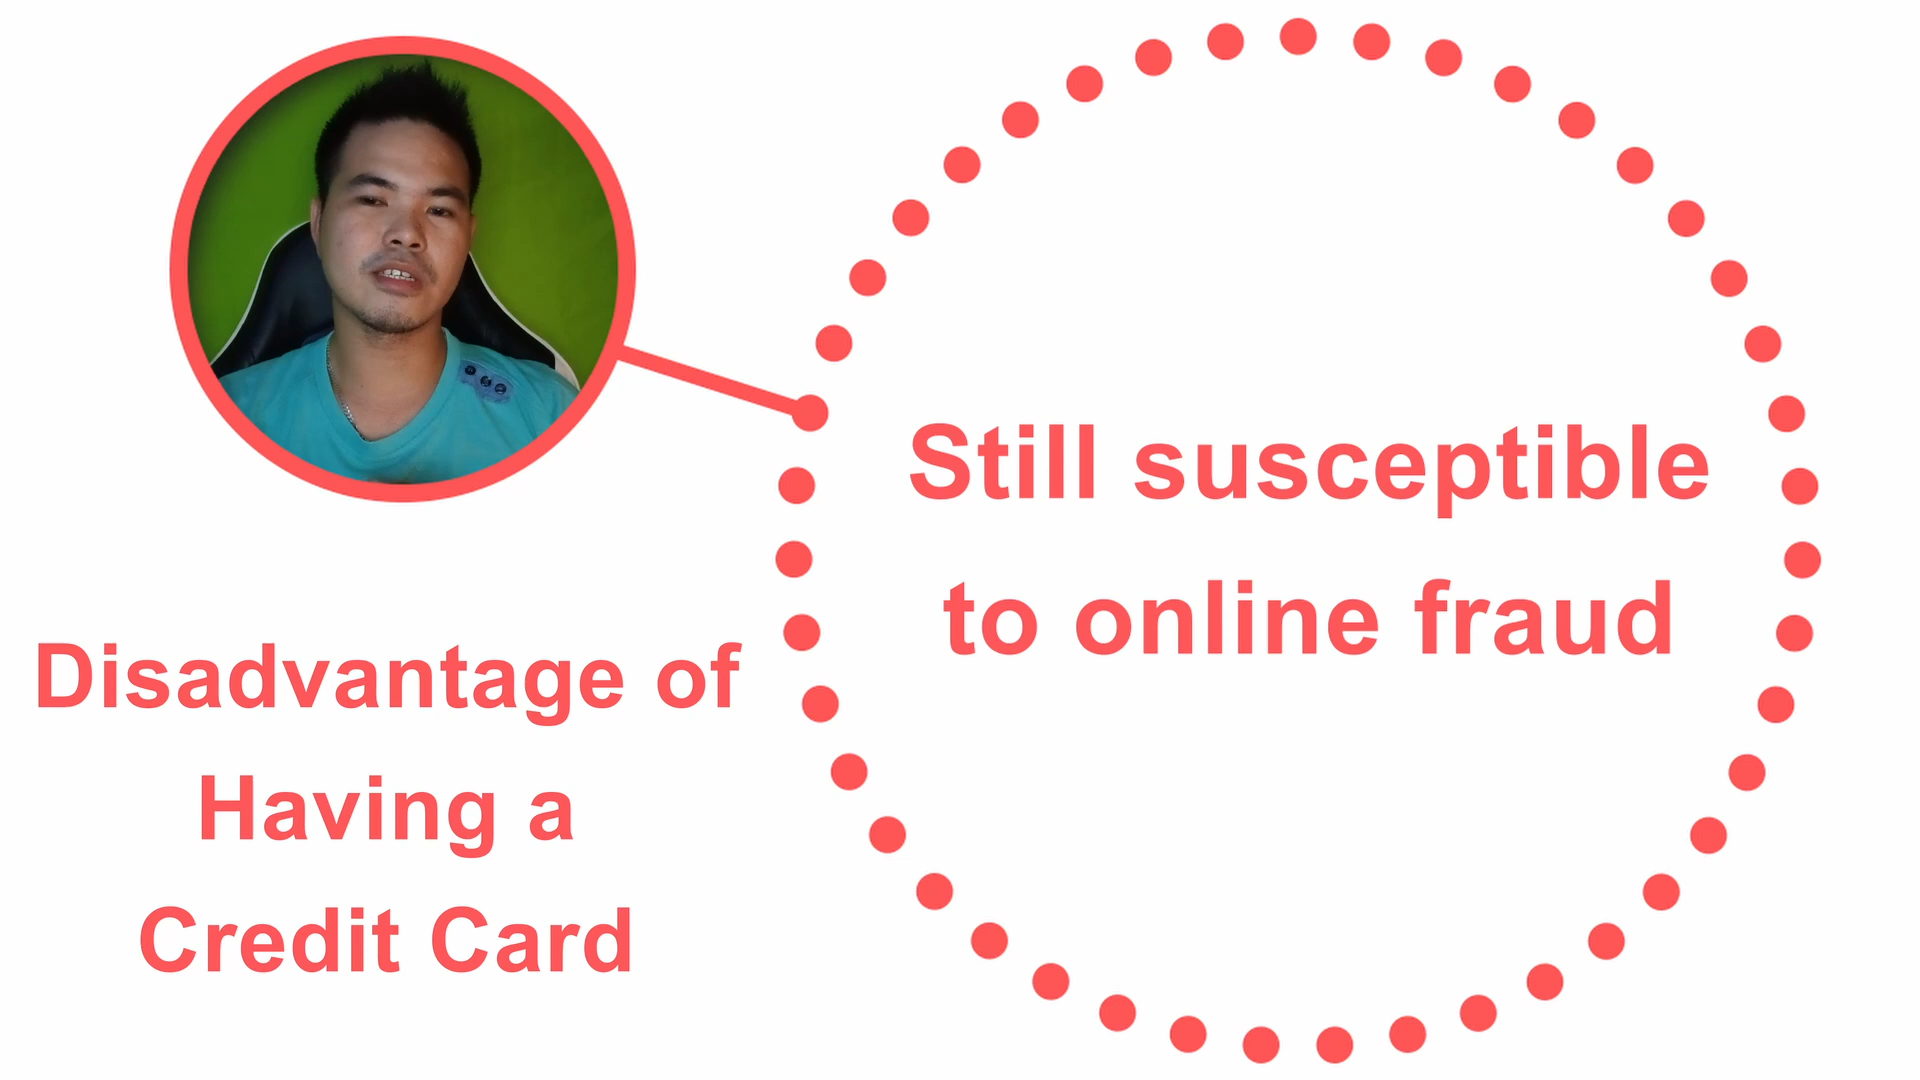 Disadvantage of
Having a
Credit Card
Still susceptible
to online fraud